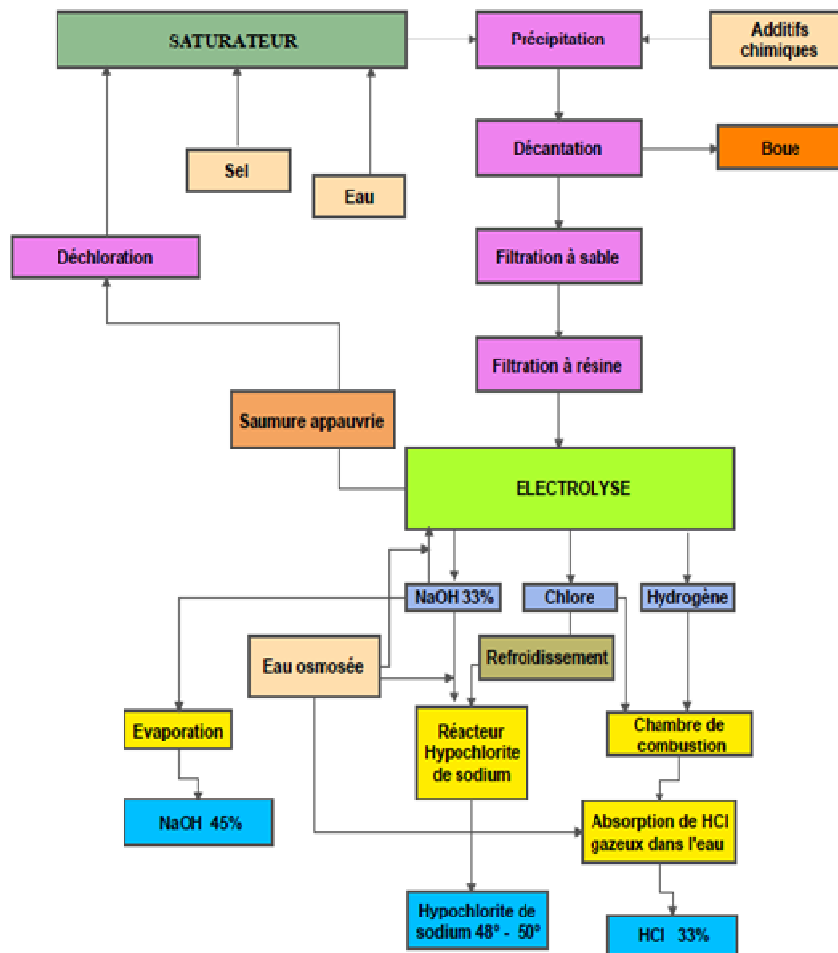 SATURATEUR
Précipitation
Additifs
chimiques
Décantation
Boue
Sel
Eau
Déchloration
Filtration à sable
Filtration à résine
Saumure appauvrie
ELECTROLYSE
NaOH 33%
Chlore
Hydrogène
Eau osmosée
Refroidissement
Evaporation
Réacteur
Hypochlorite
de sodium
Chambre de
combustion
NaOH 45%
Absorption de HCl
gazeux dans l'eau
Hypochlorite de
sodium 48° - 50°
HCl 33%